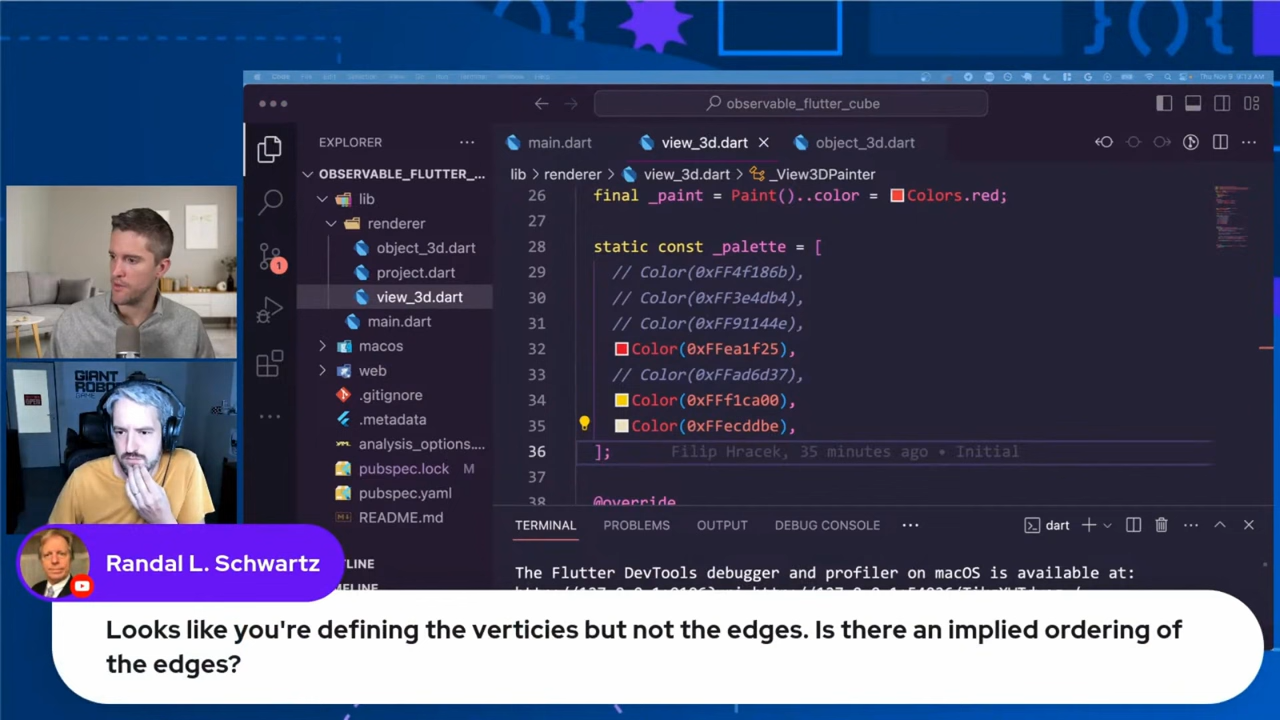 observable_flutter_cube
EXPLORER
main.dart
view_3d.dart
object_3d.dart
OBSERVABLE_FLUTTER_...
lib
renderer
object_3d.dart
project.dart
view_3d.dart
main.dart
macos
web
.gitignore
.metadata
analysis_options....
pubspec.lock M
pubspec.yaml
README.md
TLINE
lib > renderer > view_3d.dart > _View3DPainter
26 final _paint = Paint()..color = Colors.red;
27
28 static const _palette = [
29 // Color(0xFF4f186b),
30 // Color(0xFF3e4db4),
31 // Color(0xFF91144e),
32 Color(0xFFea1f25),
33 // Color(0xFFad6d37),
34 Color(0xFFf1ca00),
35 Color(0xFFecddbe),
36 ]; Filip Hracek, 35 minutes ago • Initial
37
38 @override
TERMINAL PROBLEMS OUTPUT DEBUG CONSOLE ••• dart
The Flutter DevTools debugger and profiler on macOS is available at:
1
GIANT
ROBOT
Randal L. Schwartz
Looks like you're defining the verticies but not the edges. Is there an implied ordering of
the edges?